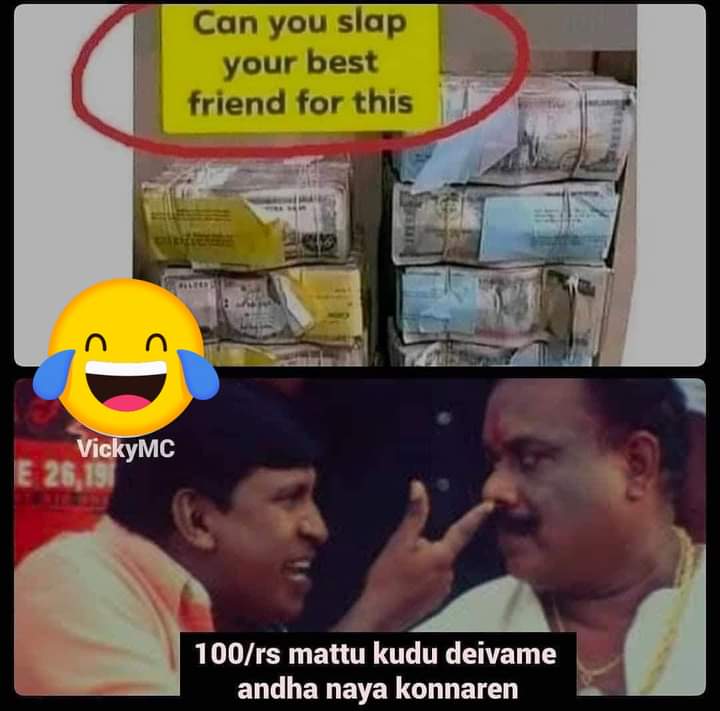 Can you slap
your best
friend for this
VickyMC
E 26,19
100/rs mattu kudu deivame
andha naya konnaren